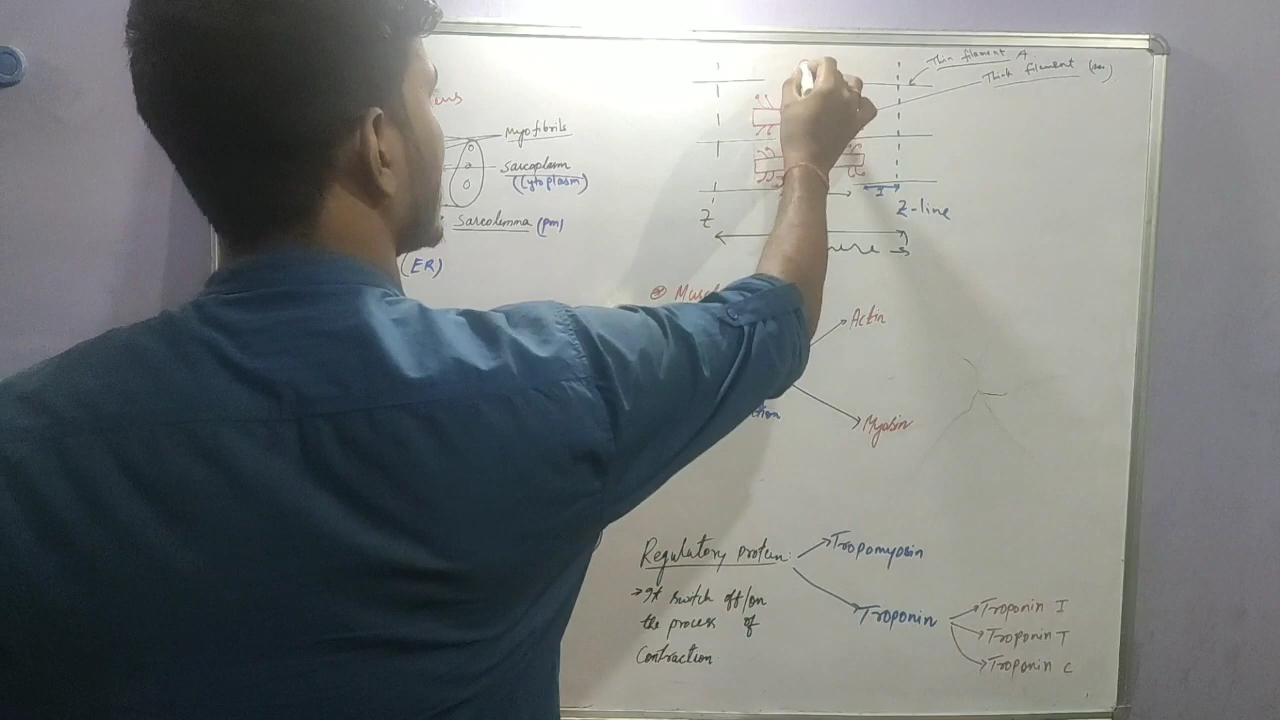 Thin filament A
Thick filament
Myofibrils
Sarcoplasm
(Cytoplasm)
Sarcolemma (pm)
(ER)
I
Z
Z-line
Actin
Myosin
Regulatory protein:
Tropomyosin
→ It switch off/on
the process of
Contraction
Troponin
Troponin I
Troponin T
Troponin C